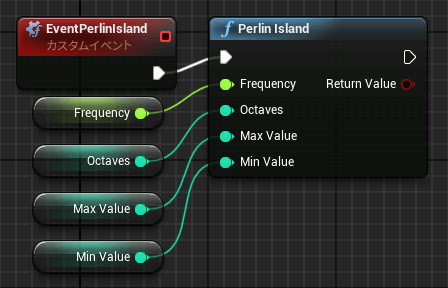 EventPerlinIsland
カスタムイベント
Perlin Island
Frequency
Octaves
Max Value
Min Value
Frequency
Octaves
Max Value
Min Value
Return Value